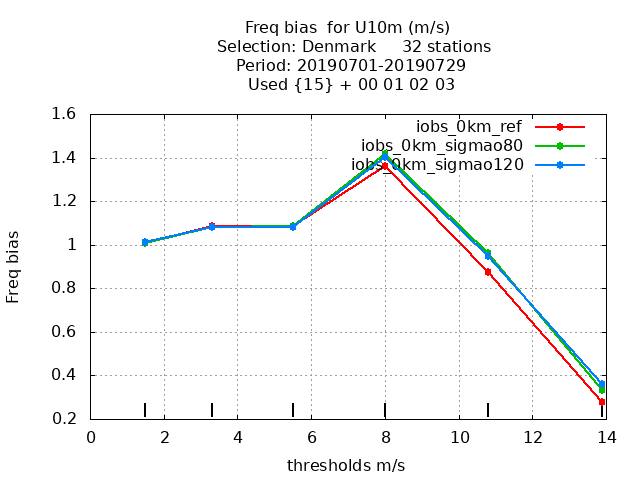 Freq bias  for U10m (m/s)
Selection: Denmark     32 stations
Period: 20190701-20190729
Used {15} + 00 01 02 03
iobs_0km_ref
iobs_0km_sigmao80
iobs_0km_sigmao120
1.6
1.4
1.2
1
0.8
0.6
0.4
0.2
Freq bias
0 2 4 6 8 10 12 14
thresholds m/s